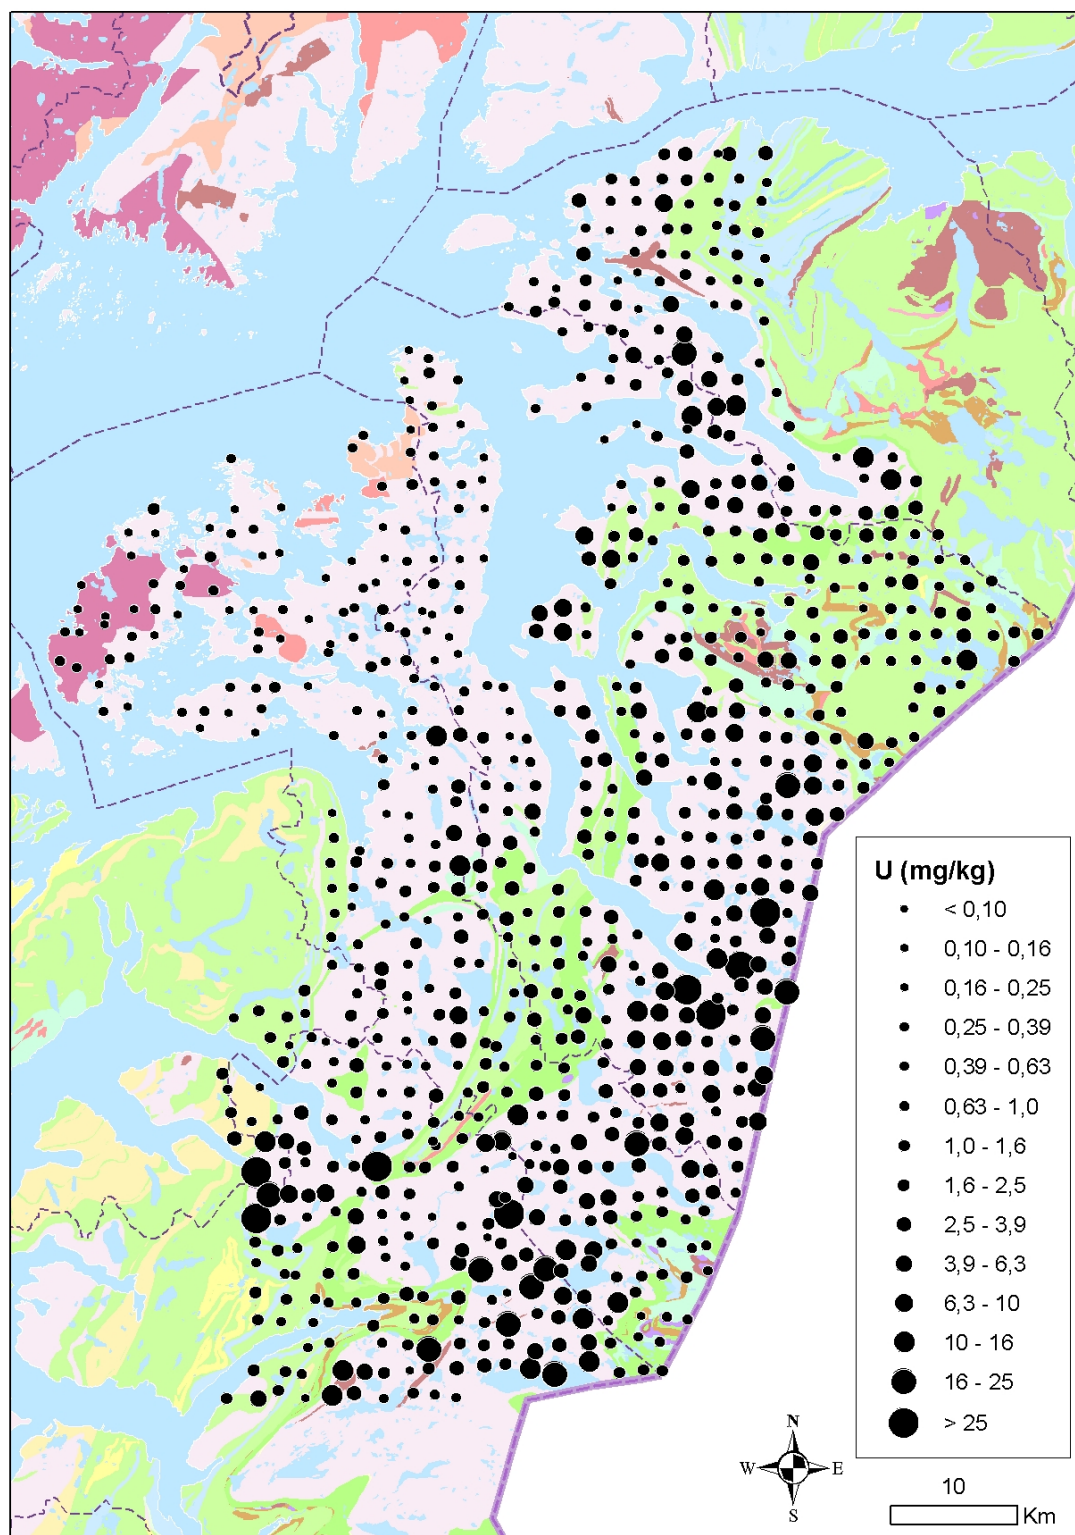 U (mg/kg)
< 0,10
0,10 - 0,16
0,16 - 0,25
0,25 - 0,39
0,39 - 0,63
0,63 - 1,0
1,0 - 1,6
1,6 - 2,5
2,5 - 3,9
3,9 - 6,3
6,3 - 10
10 - 16
16 - 25
> 25
N
W E
S
10
Km